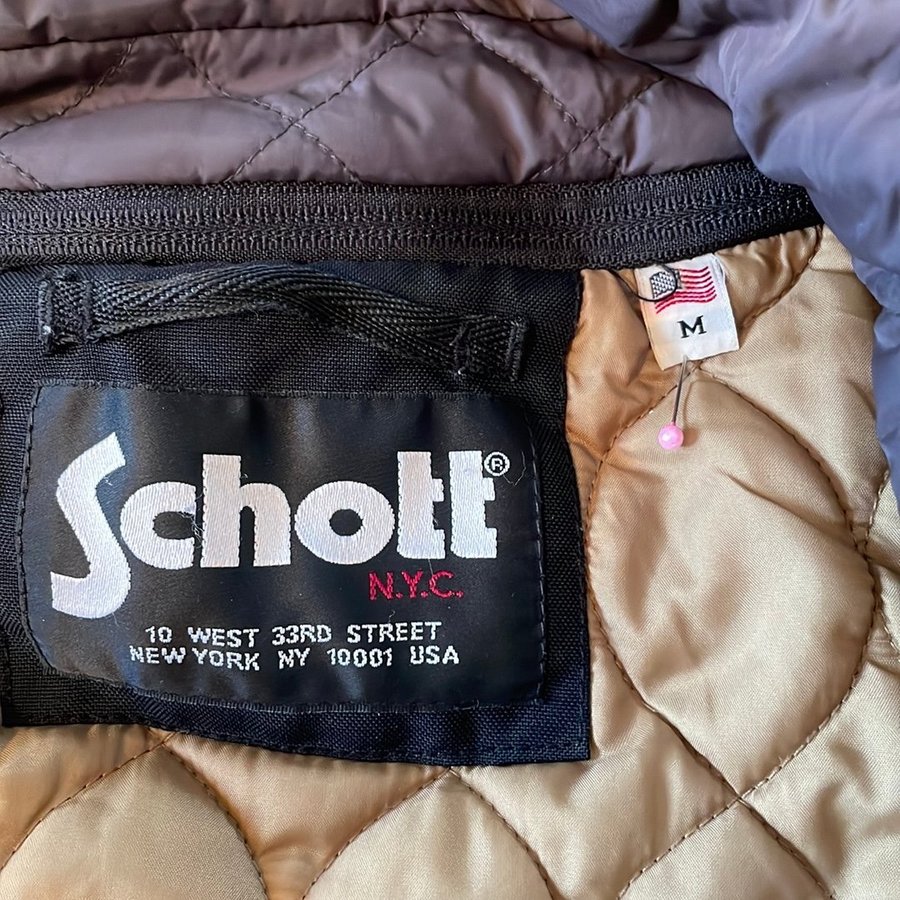 M
Schott®
N.Y.C.
10 WEST 33RD STREET
NEW YORK NY 10001 USA